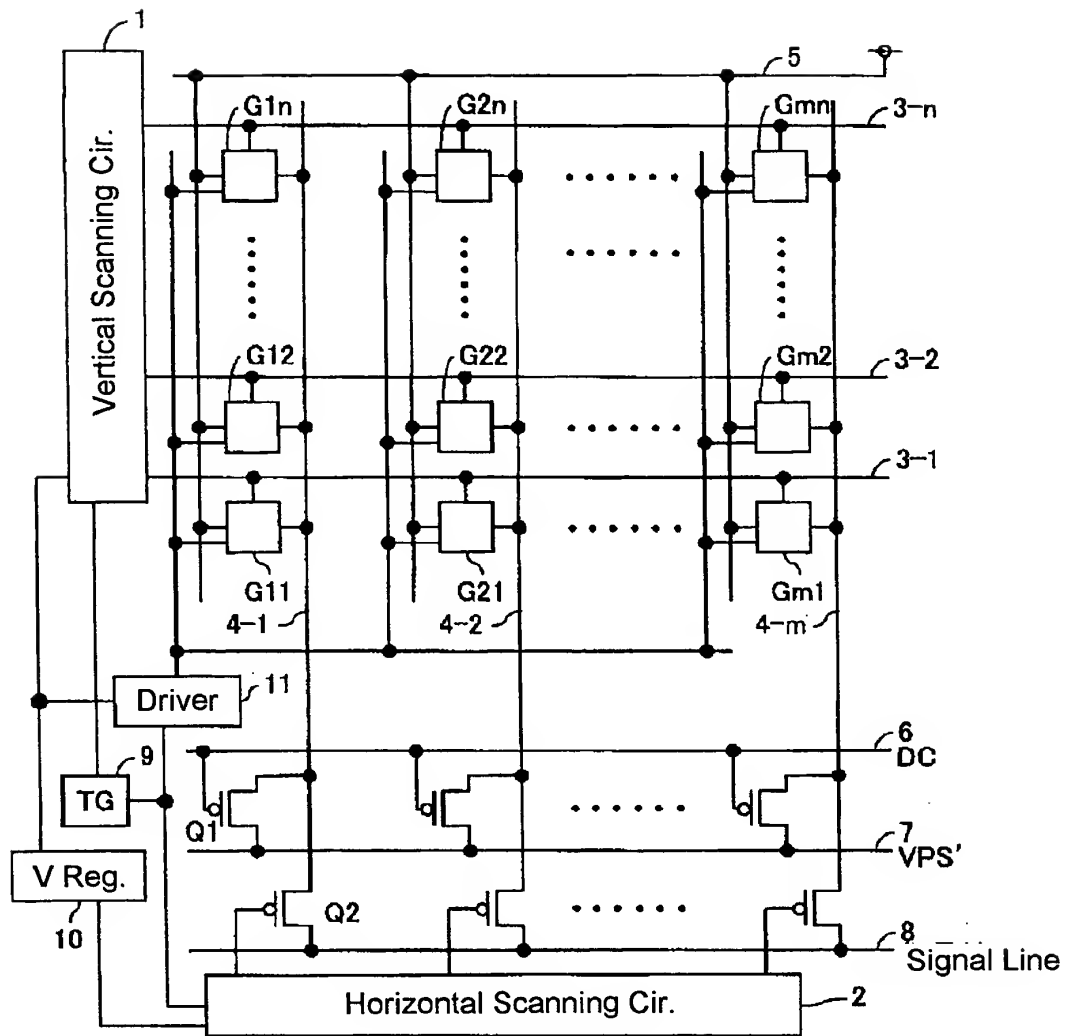 1
5
G1n
G2n
Gmn
3-n
Vertical Scanning Cir.
G12
G22
Gm2
3-2
3-1
G11
G21
Gm1
4-1
4-2
4-m
Driver
11
9
TG
6
DC
Q1
7
VPS'
V Reg.
10
Q2
8
Signal Line
Horizontal Scanning Cir.
2